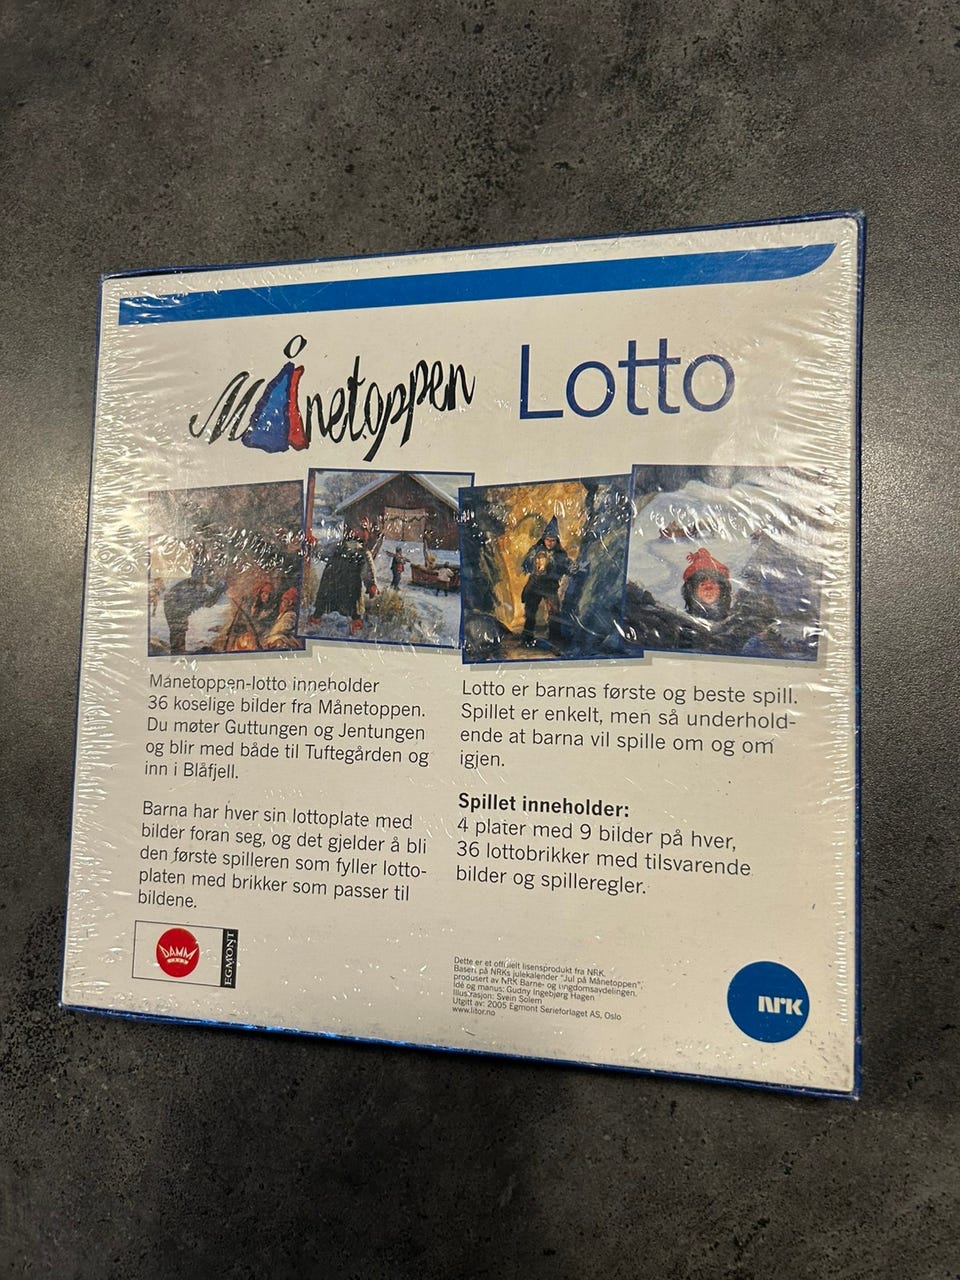 Månetoppen Lotto
Månetoppen-lotto inneholder
36 koselige bilder fra Månetoppen.
Du møter Guttungen og Jentungen
og blir med både til Tuftegården og
inn i Blåfjell.
Barna har hver sin lottoplate med
bilder foran seg, og det gjelder å bli
den første spilleren som fyller lotto-
platen med brikker som passer til
bildene.
Lotto er barnas første og beste spill.
Spillet er enkelt, men så underhold-
ende at barna vil spille om og om
igjen.
Spillet inneholder:
4 plater med 9 bilder på hver,
36 lottobrikker med tilsvarende
bilder og spilleregler.
DAMM
EGMONT
Dette er et offisielt lisensprodukt fra NRK.
Basert på NRKs julekalender "Jul på Månetoppen",
produsert av NRK Barne- og ungdomsavdelingen.
Idé og manus: Gudny Ingebjørg Hagen
Illustrasjon: Svein Solem
Utgitt av: 2005 Egmont Serieforlaget AS, Oslo
www.litor.no
NRK